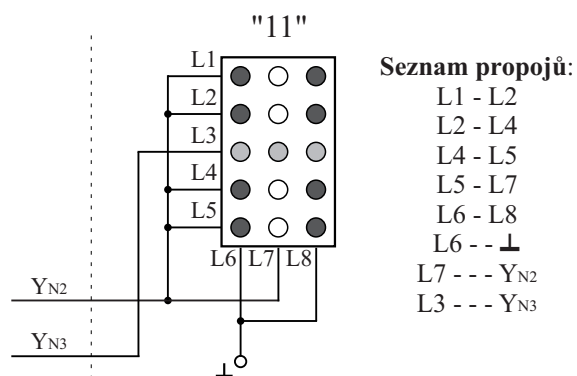 "11"
L1
L2
L3
L4
L5
L6 L7 L8
YN2
YN3
Seznam propojů:
L1 - L2
L2 - L4
L4 - L5
L5 - L7
L6 - L8
L6 - - ⊥
L7 - - - YN2
L3 - - - YN3
⊥